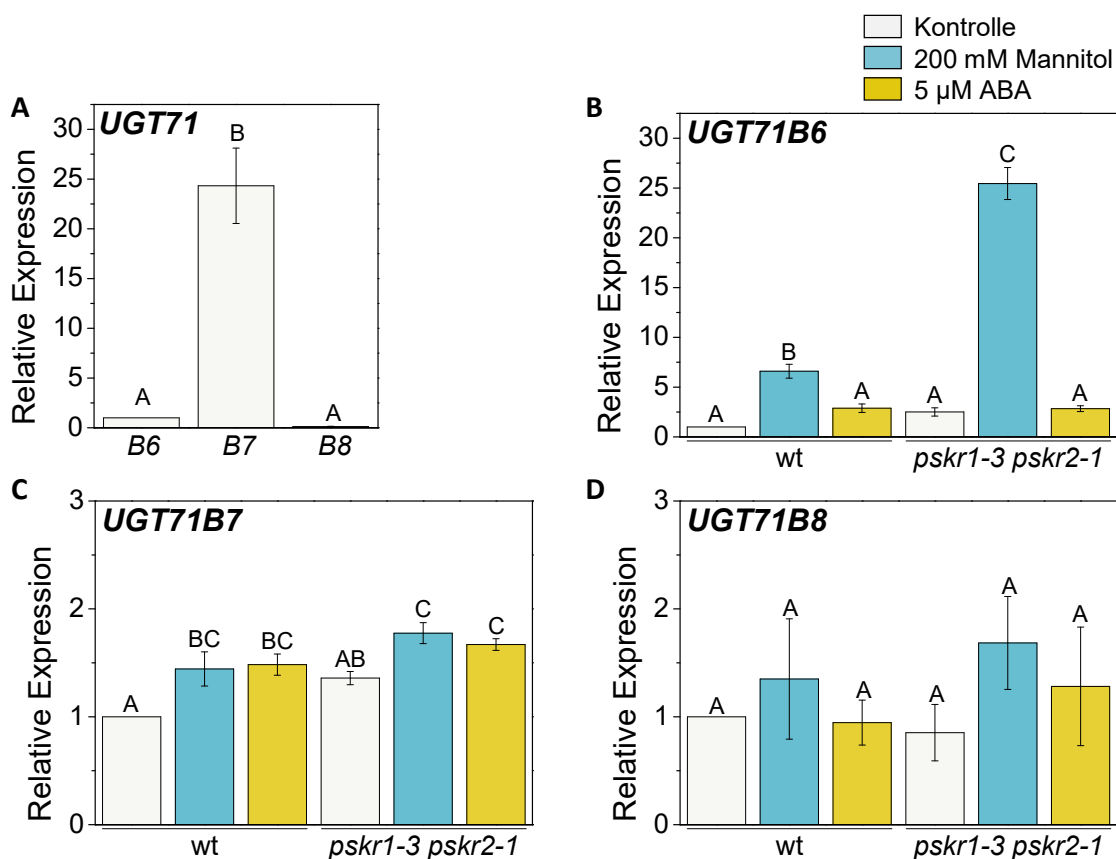 Kontrolle
200 mM Mannitol
5 µM ABA
A
UGT71
Relative Expression
30
25
20
15
10
5
0
A
B
A
B6 B7 B8
B
UGT71B6
Relative Expression
30
25
20
15
10
5
0
A
B
A
A
C
A
wt pskr1-3 pskr2-1
C
UGT71B7
Relative Expression
3
2
1
0
A
BC
BC
AB
C
C
wt pskr1-3 pskr2-1
D
UGT71B8
Relative Expression
3
2
1
0
A
A
A
A
A
A
wt pskr1-3 pskr2-1